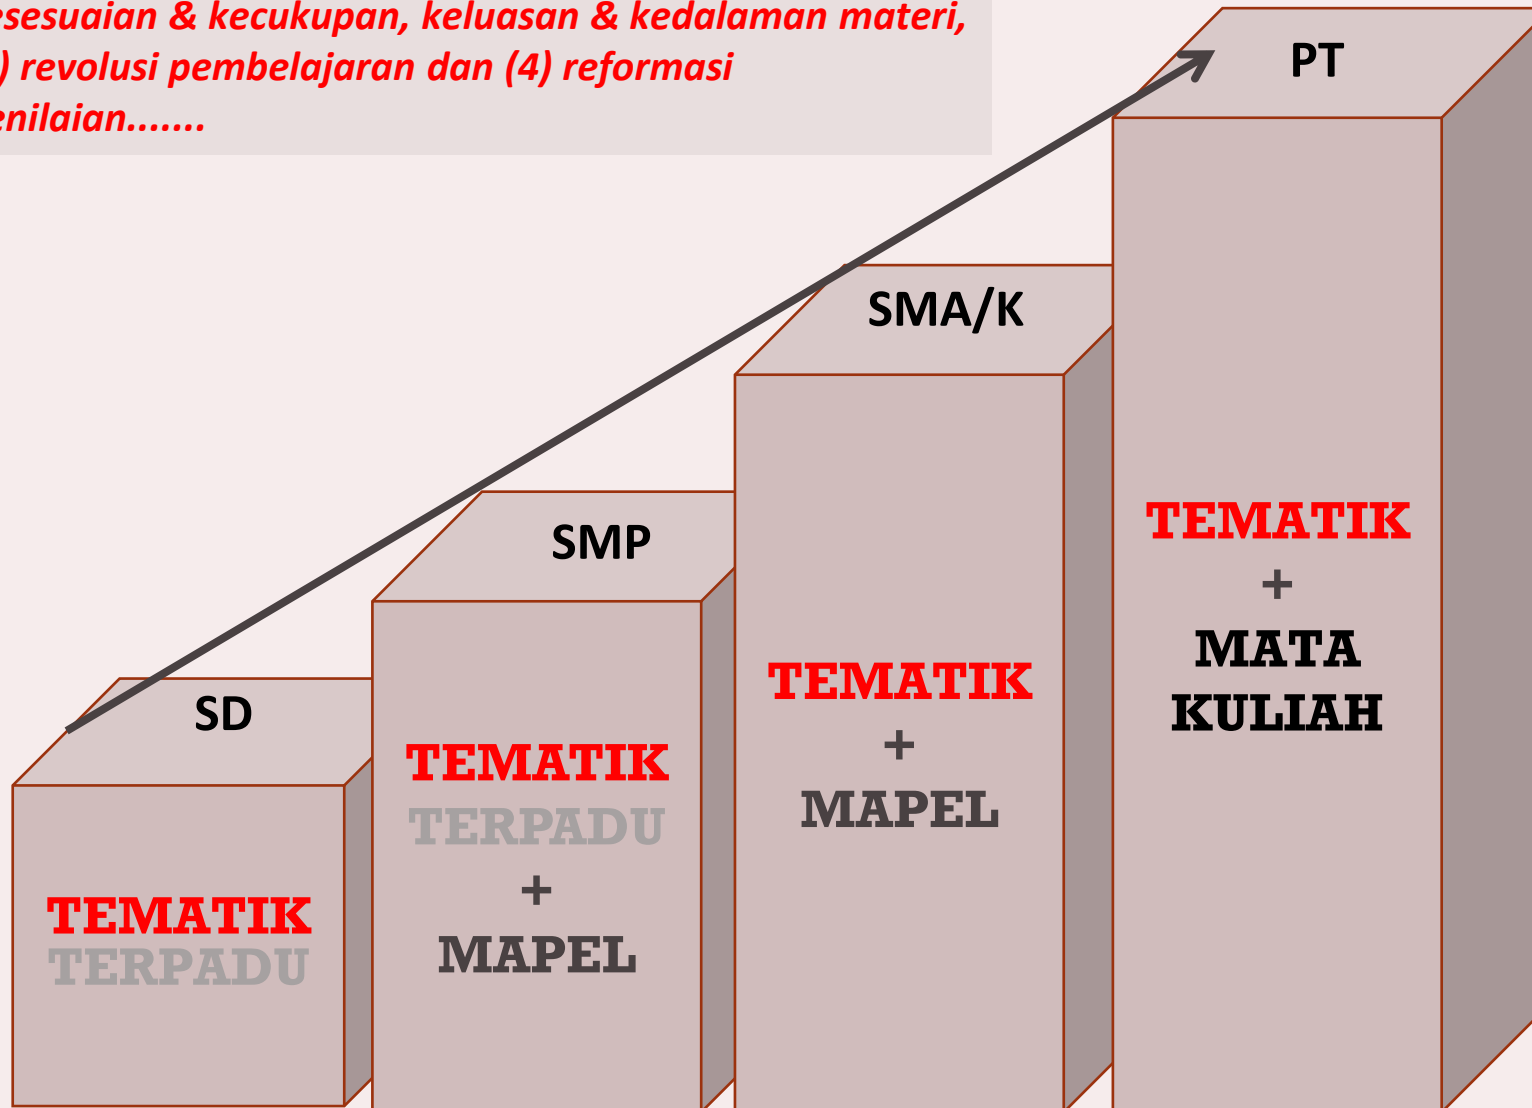 sesuaian & kecukupan, keluasan & kedalaman materi,
) revolusi pembelajaran dan (4) reformasi
enilaian.......
PT
SMA/K
SMP
SD
TEMATIK
TERPADU
TEMATIK
TERPADU
+
MAPEL
TEMATIK
+
MAPEL
TEMATIK
+
MATA
KULIAH